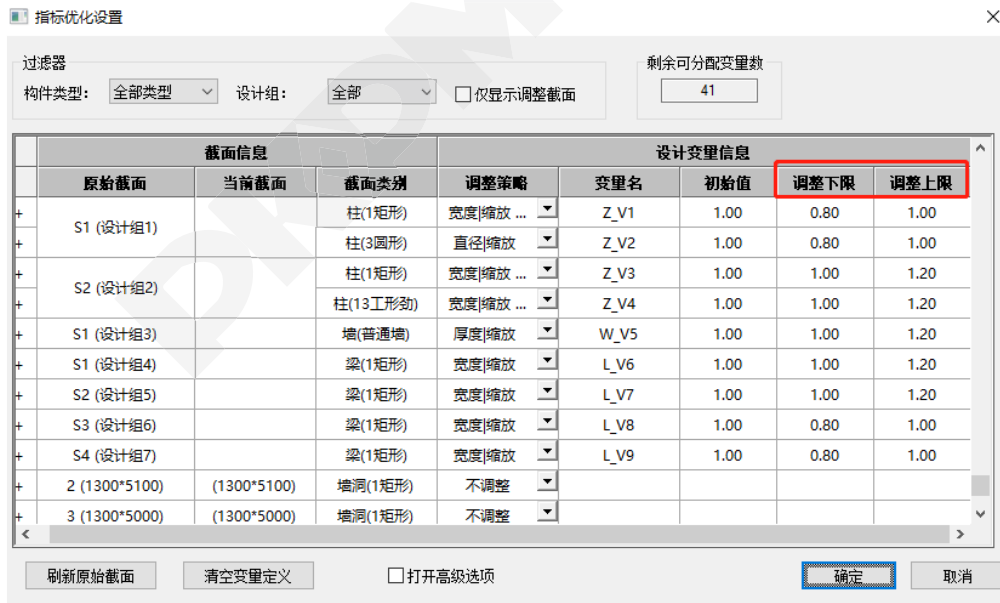 指标优化设置
过滤器
剩余可分配变量数
构件类型： 全部类型 设计组： 全部 仅显示调整截面 41
截面信息 设计变量信息
原始截面 当前截面 截面类别 调整策略 变量名 初始值 调整下限 调整上限
+ S1 (设计组1) 柱(1矩形) 宽度|缩放 ... Z_V1 1.00 0.80 1.00
+ 柱(3圆形) 直径|缩放 Z_V2 1.00 0.80 1.00
+ S2 (设计组2) 柱(1矩形) 宽度|缩放 ... Z_V3 1.00 1.00 1.20
+ 柱(13工形劲) 宽度|缩放 ... Z_V4 1.00 1.00 1.20
+ S1 (设计组3) 墙(普通墙) 厚度|缩放 W_V5 1.00 1.00 1.20
+ S1 (设计组4) 梁(1矩形) 宽度|缩放 L_V6 1.00 1.00 1.20
+ S2 (设计组5) 梁(1矩形) 宽度|缩放 L_V7 1.00 1.00 1.20
+ S3 (设计组6) 梁(1矩形) 宽度|缩放 L_V8 1.00 0.80 1.00
+ S4 (设计组7) 梁(1矩形) 宽度|缩放 L_V9 1.00 0.80 1.00
+ 2 (1300*5100) (1300*5100) 墙洞(1矩形) 不调整
+ 3 (1300*5000) (1300*5000) 墙洞(1矩形) 不调整
刷新原始截面 清空变量定义 打开高级选项 确定 取消